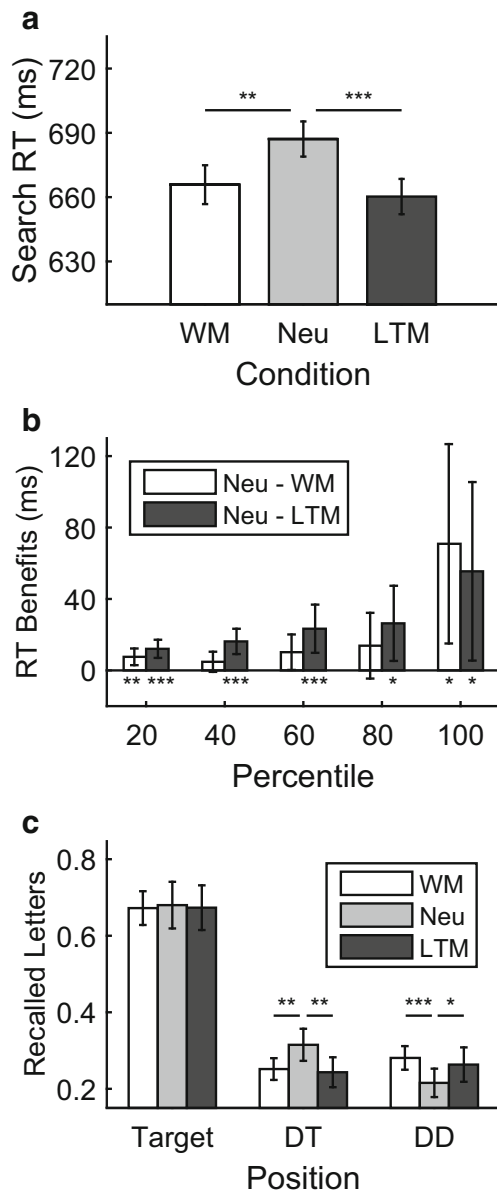 a
Search RT (ms)
720
690
660
630
** ***
WM Neu LTM
Condition
b
RT Benefits (ms)
120
80
40
0
Neu - WM
Neu - LTM
** *** *** *** * * *
20 40 60 80 100
Percentile
c
Recalled Letters
0.8
0.6
0.4
0.2
WM
Neu
LTM
** ** *** *
Target DT DD
Position